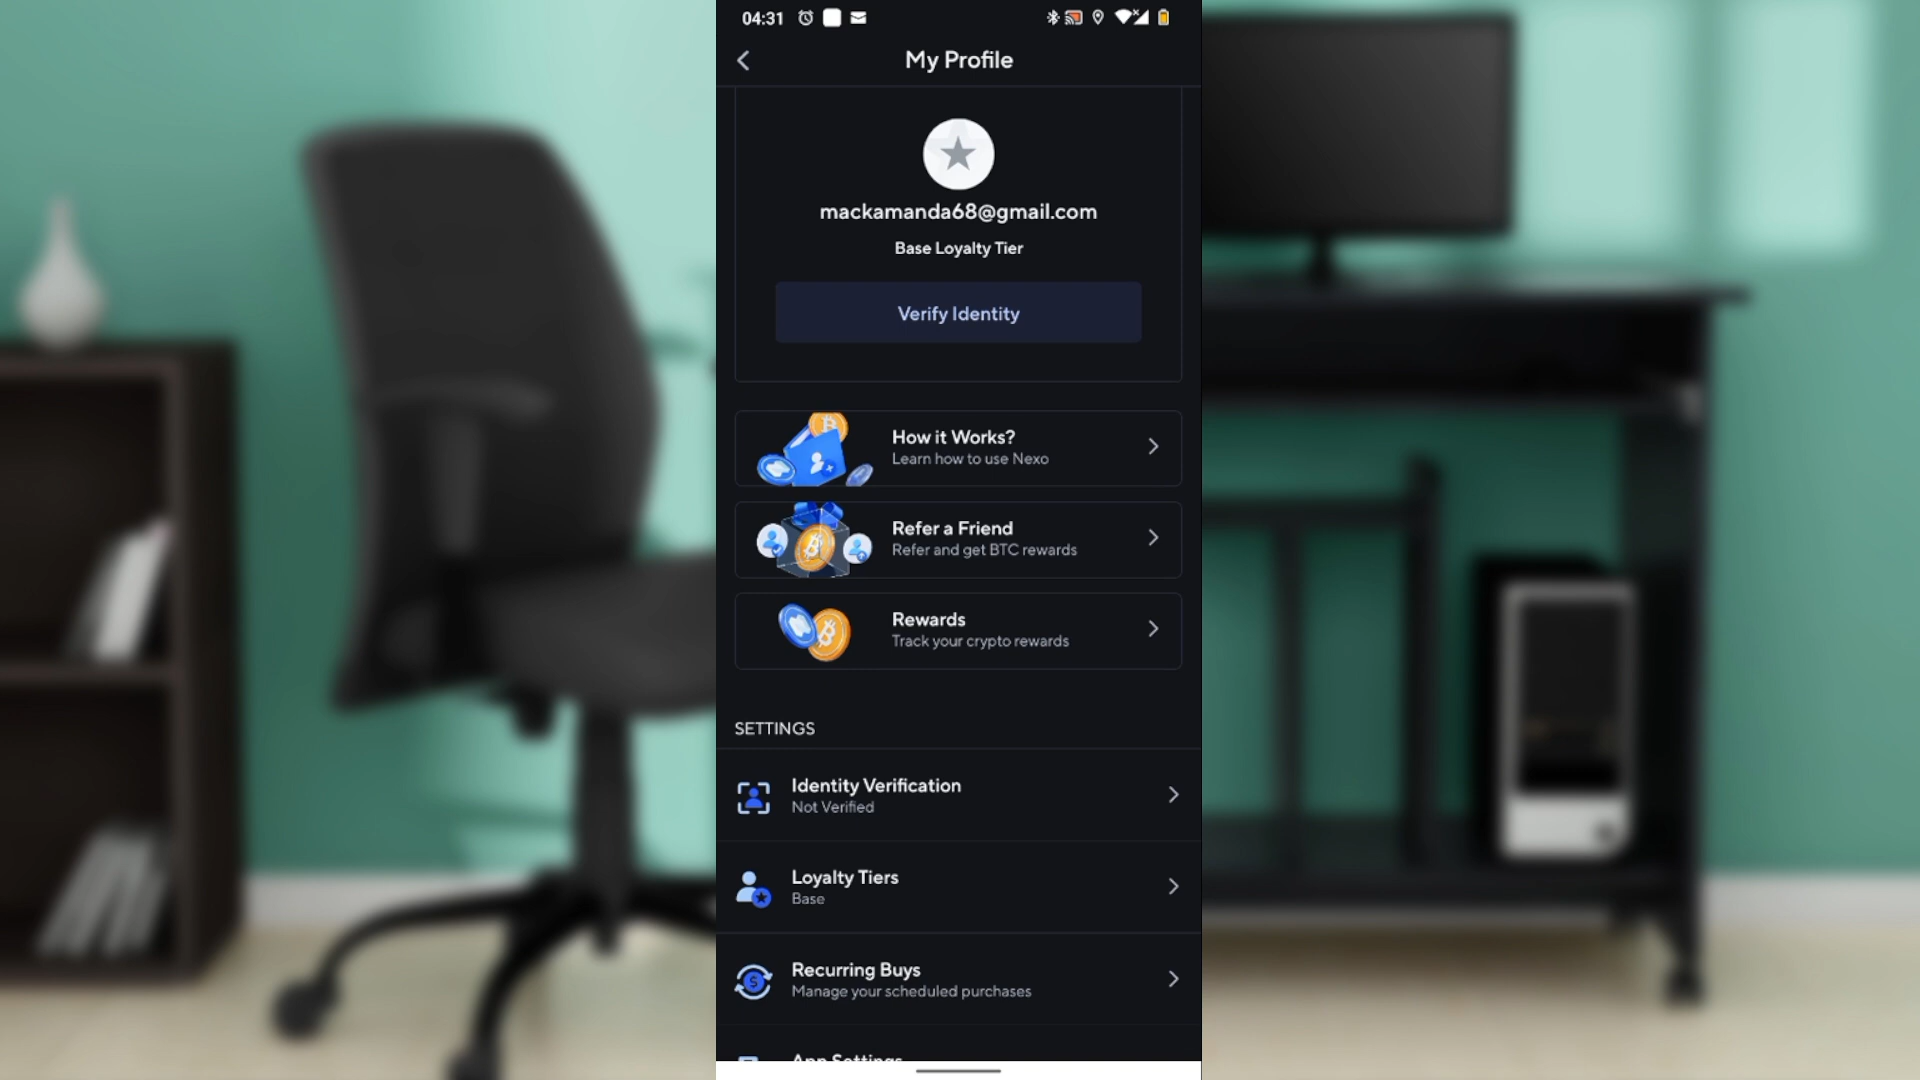 04:31
My Profile
mackamanda68@gmail.com
Base Loyalty Tier
Verify Identity
How it Works?
Learn how to use Nexo
Refer a Friend
Refer and get BTC rewards
Rewards
Track your crypto rewards
SETTINGS
Identity Verification
Not Verified
Loyalty Tiers
Base
Recurring Buys
Manage your scheduled purchases
App Settings